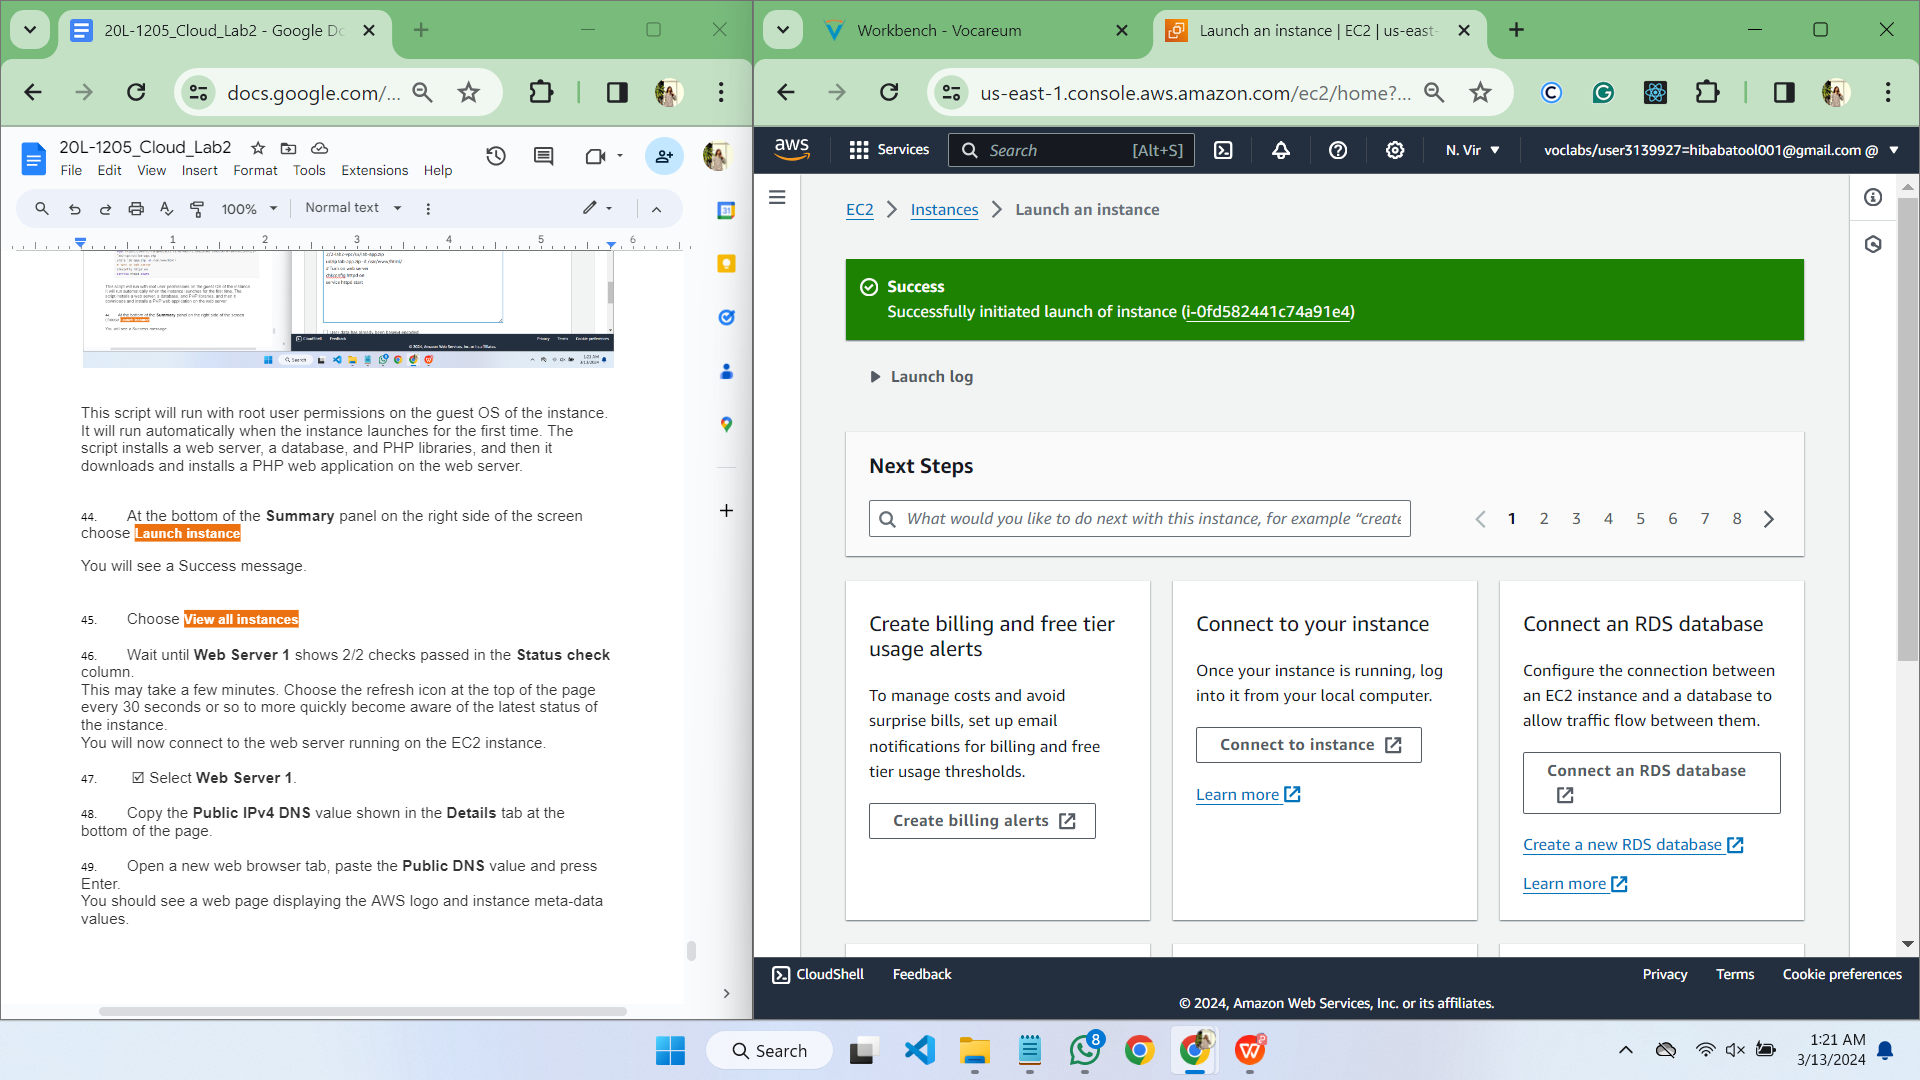 20L-1205_Cloud_Lab2 - Google Do
docs.google.com/...
20L-1205_Cloud_Lab2
File Edit View Insert Format Tools Extensions Help
100% Normal text
1 2 3 4 5 6
This script will run with root user permissions on the guest OS of the instance.
It will run automatically when the instance launches for the first time. The
script installs a web server, a database, and PHP libraries, and then it
downloads and installs a PHP web application on the web server.
44. At the bottom of the Summary panel on the right side of the screen
choose Launch instance
You will see a Success message.
45. Choose View all instances
46. Wait until Web Server 1 shows 2/2 checks passed in the Status check
column.
This may take a few minutes. Choose the refresh icon at the top of the page
every 30 seconds or so to more quickly become aware of the latest status of
the instance.
You will now connect to the web server running on the EC2 instance.
47. ☑ Select Web Server 1.
48. Copy the Public IPv4 DNS value shown in the Details tab at the
bottom of the page.
49. Open a new web browser tab, paste the Public DNS value and press
Enter.
You should see a web page displaying the AWS logo and instance meta-data
values.
Workbench - Vocareum
Launch an instance | EC2 | us-east-
us-east-1.console.aws.amazon.com/ec2/home?...
aws Services Search [Alt+S] N. Vir voclabs/user3139927=hibabatool001@gmail.com @
EC2 Instances Launch an instance
Success
Successfully initiated launch of instance (i-0fd582441c74a91e4)
Launch log
Next Steps
What would you like to do next with this instance, for example "create
1 2 3 4 5 6 7 8
Create billing and free tier
usage alerts
To manage costs and avoid
surprise bills, set up email
notifications for billing and free
tier usage thresholds.
Create billing alerts
Connect to your instance
Once your instance is running, log
into it from your local computer.
Connect to instance
Learn more
Connect an RDS database
Configure the connection between
an EC2 instance and a database to
allow traffic flow between them.
Connect an RDS database
Create a new RDS database
Learn more
CloudShell Feedback Privacy Terms Cookie preferences
© 2024, Amazon Web Services, Inc. or its affiliates.
Search
8
1:21 AM
3/13/2024